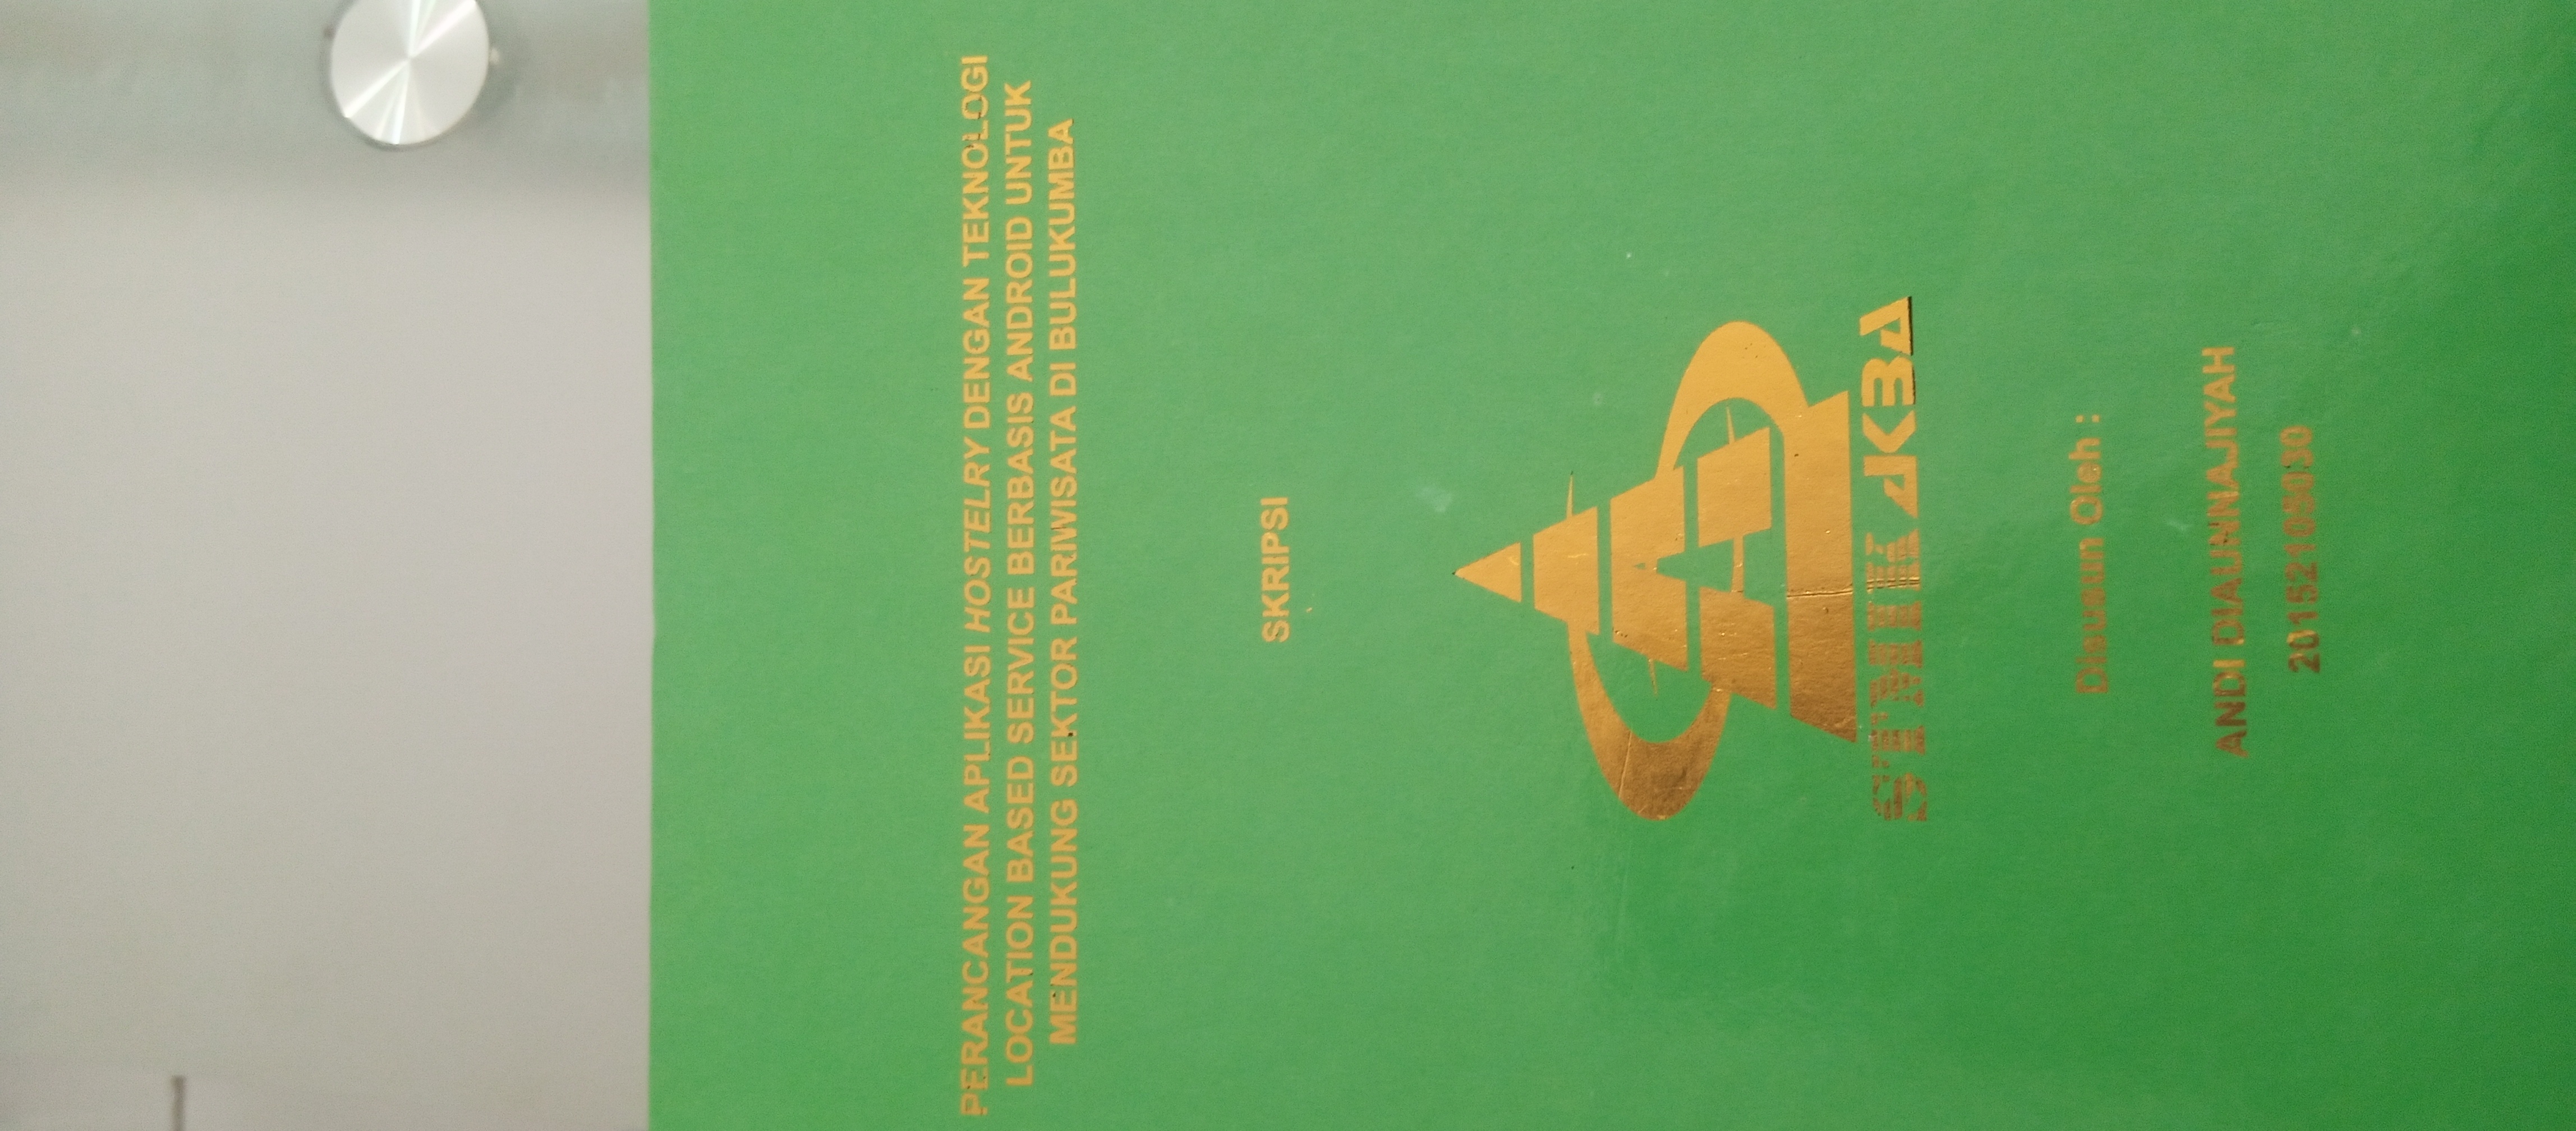 PERANCANGAN APLIKASI HOSTELRY DENGAN TEKNOLOGI
LOCATION BASED SERVICE BERBASIS ANDROID UNTUK
MENDUKUNG SEKTOR PARIWISATA DI BULUKUMBA
SKRIPSI
STMIK AKBA
Disusun Oleh :
ANDI DIAUNNAJIYAH
20152105030